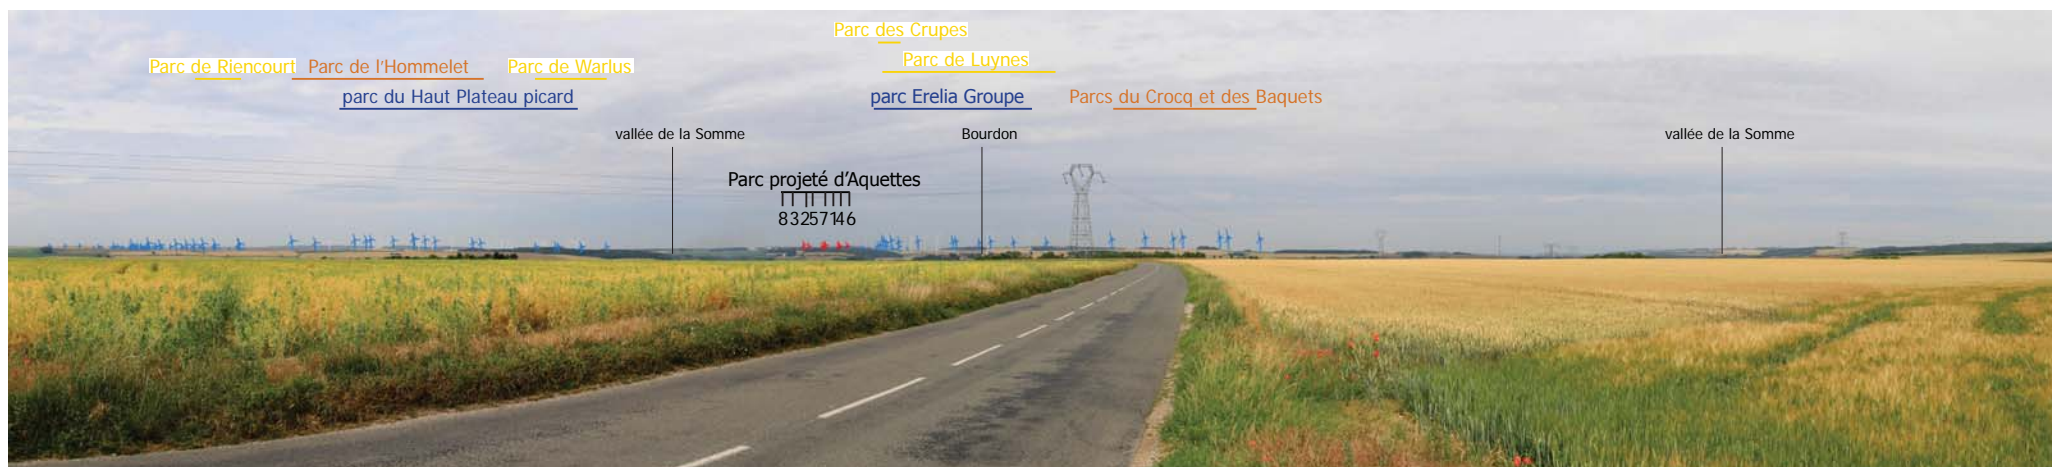 Parc des Crupes
Parc de Luynes
Parc de Riencourt Parc de l'Hommelet Parc de Warlus
parc du Haut Plateau picard parc Erelia Groupe Parcs du Crocq et des Baquets
vallée de la Somme Bourdon vallée de la Somme
Parc projeté d'Aquettes
83257146